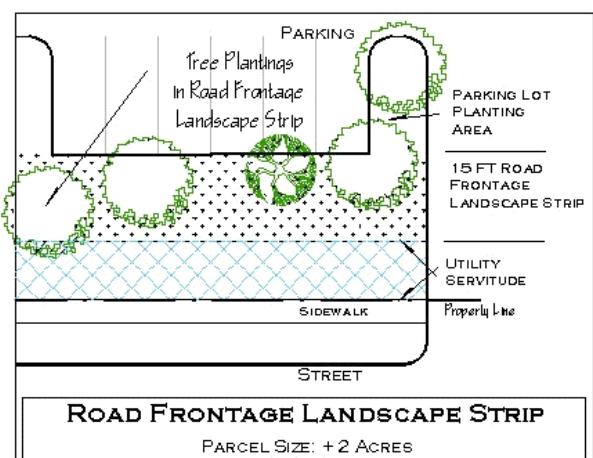 PARKING
Tree Plantings
in Road Frontage
Landscape Strip
PARKING LOT
PLANTING
AREA
15 FT ROAD
FRONTAGE
LANDSCAPE STRIP
UTILITY
SERVITUDE
Property Line
SIDEWALK
STREET
ROAD FRONTAGE LANDSCAPE STRIP
PARCEL SIZE: +2 ACRES